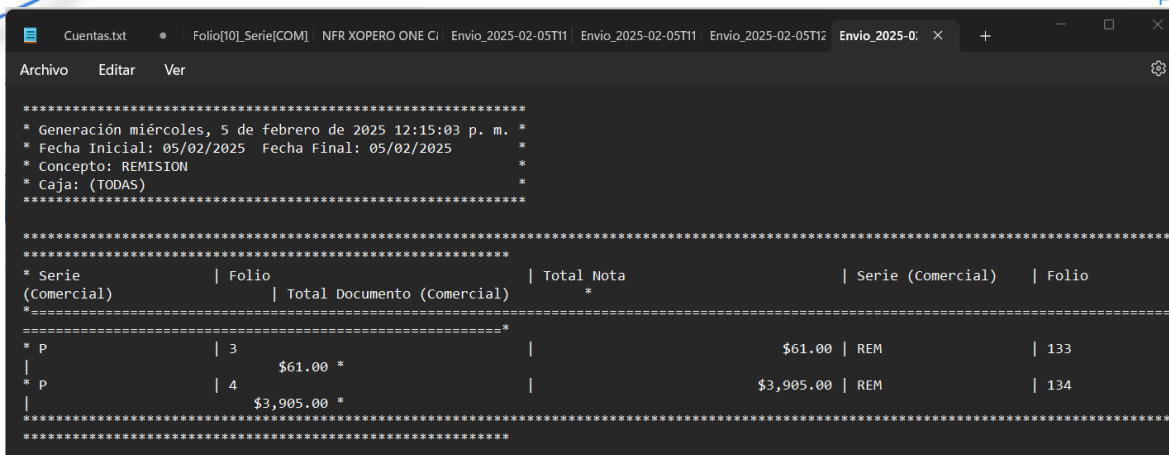 Cuentas.txt
Folio[10]_Serie[COM]
NFR XOPERO ONE
Envio_2025-02-05T11
Envio_2025-02-05T11
Envio_2025-02-05T12
Envio_2025-0
Archivo Editar Ver
**************************************************************
* Generación miércoles, 5 de febrero de 2025 12:15:03 p. m. *
* Fecha Inicial: 05/02/2025  Fecha Final: 05/02/2025 *
* Concepto: REMISION *
* Caja: (TODAS) *
**************************************************************
* Serie | Folio | Total Nota | Serie (Comercial) | Folio
(Comercial) | Total Documento (Comercial) *
* P | 3 | $61.00 | REM | 133
| $61.00 *
* P | 4 | $3,905.00 | REM | 134
| $3,905.00 *